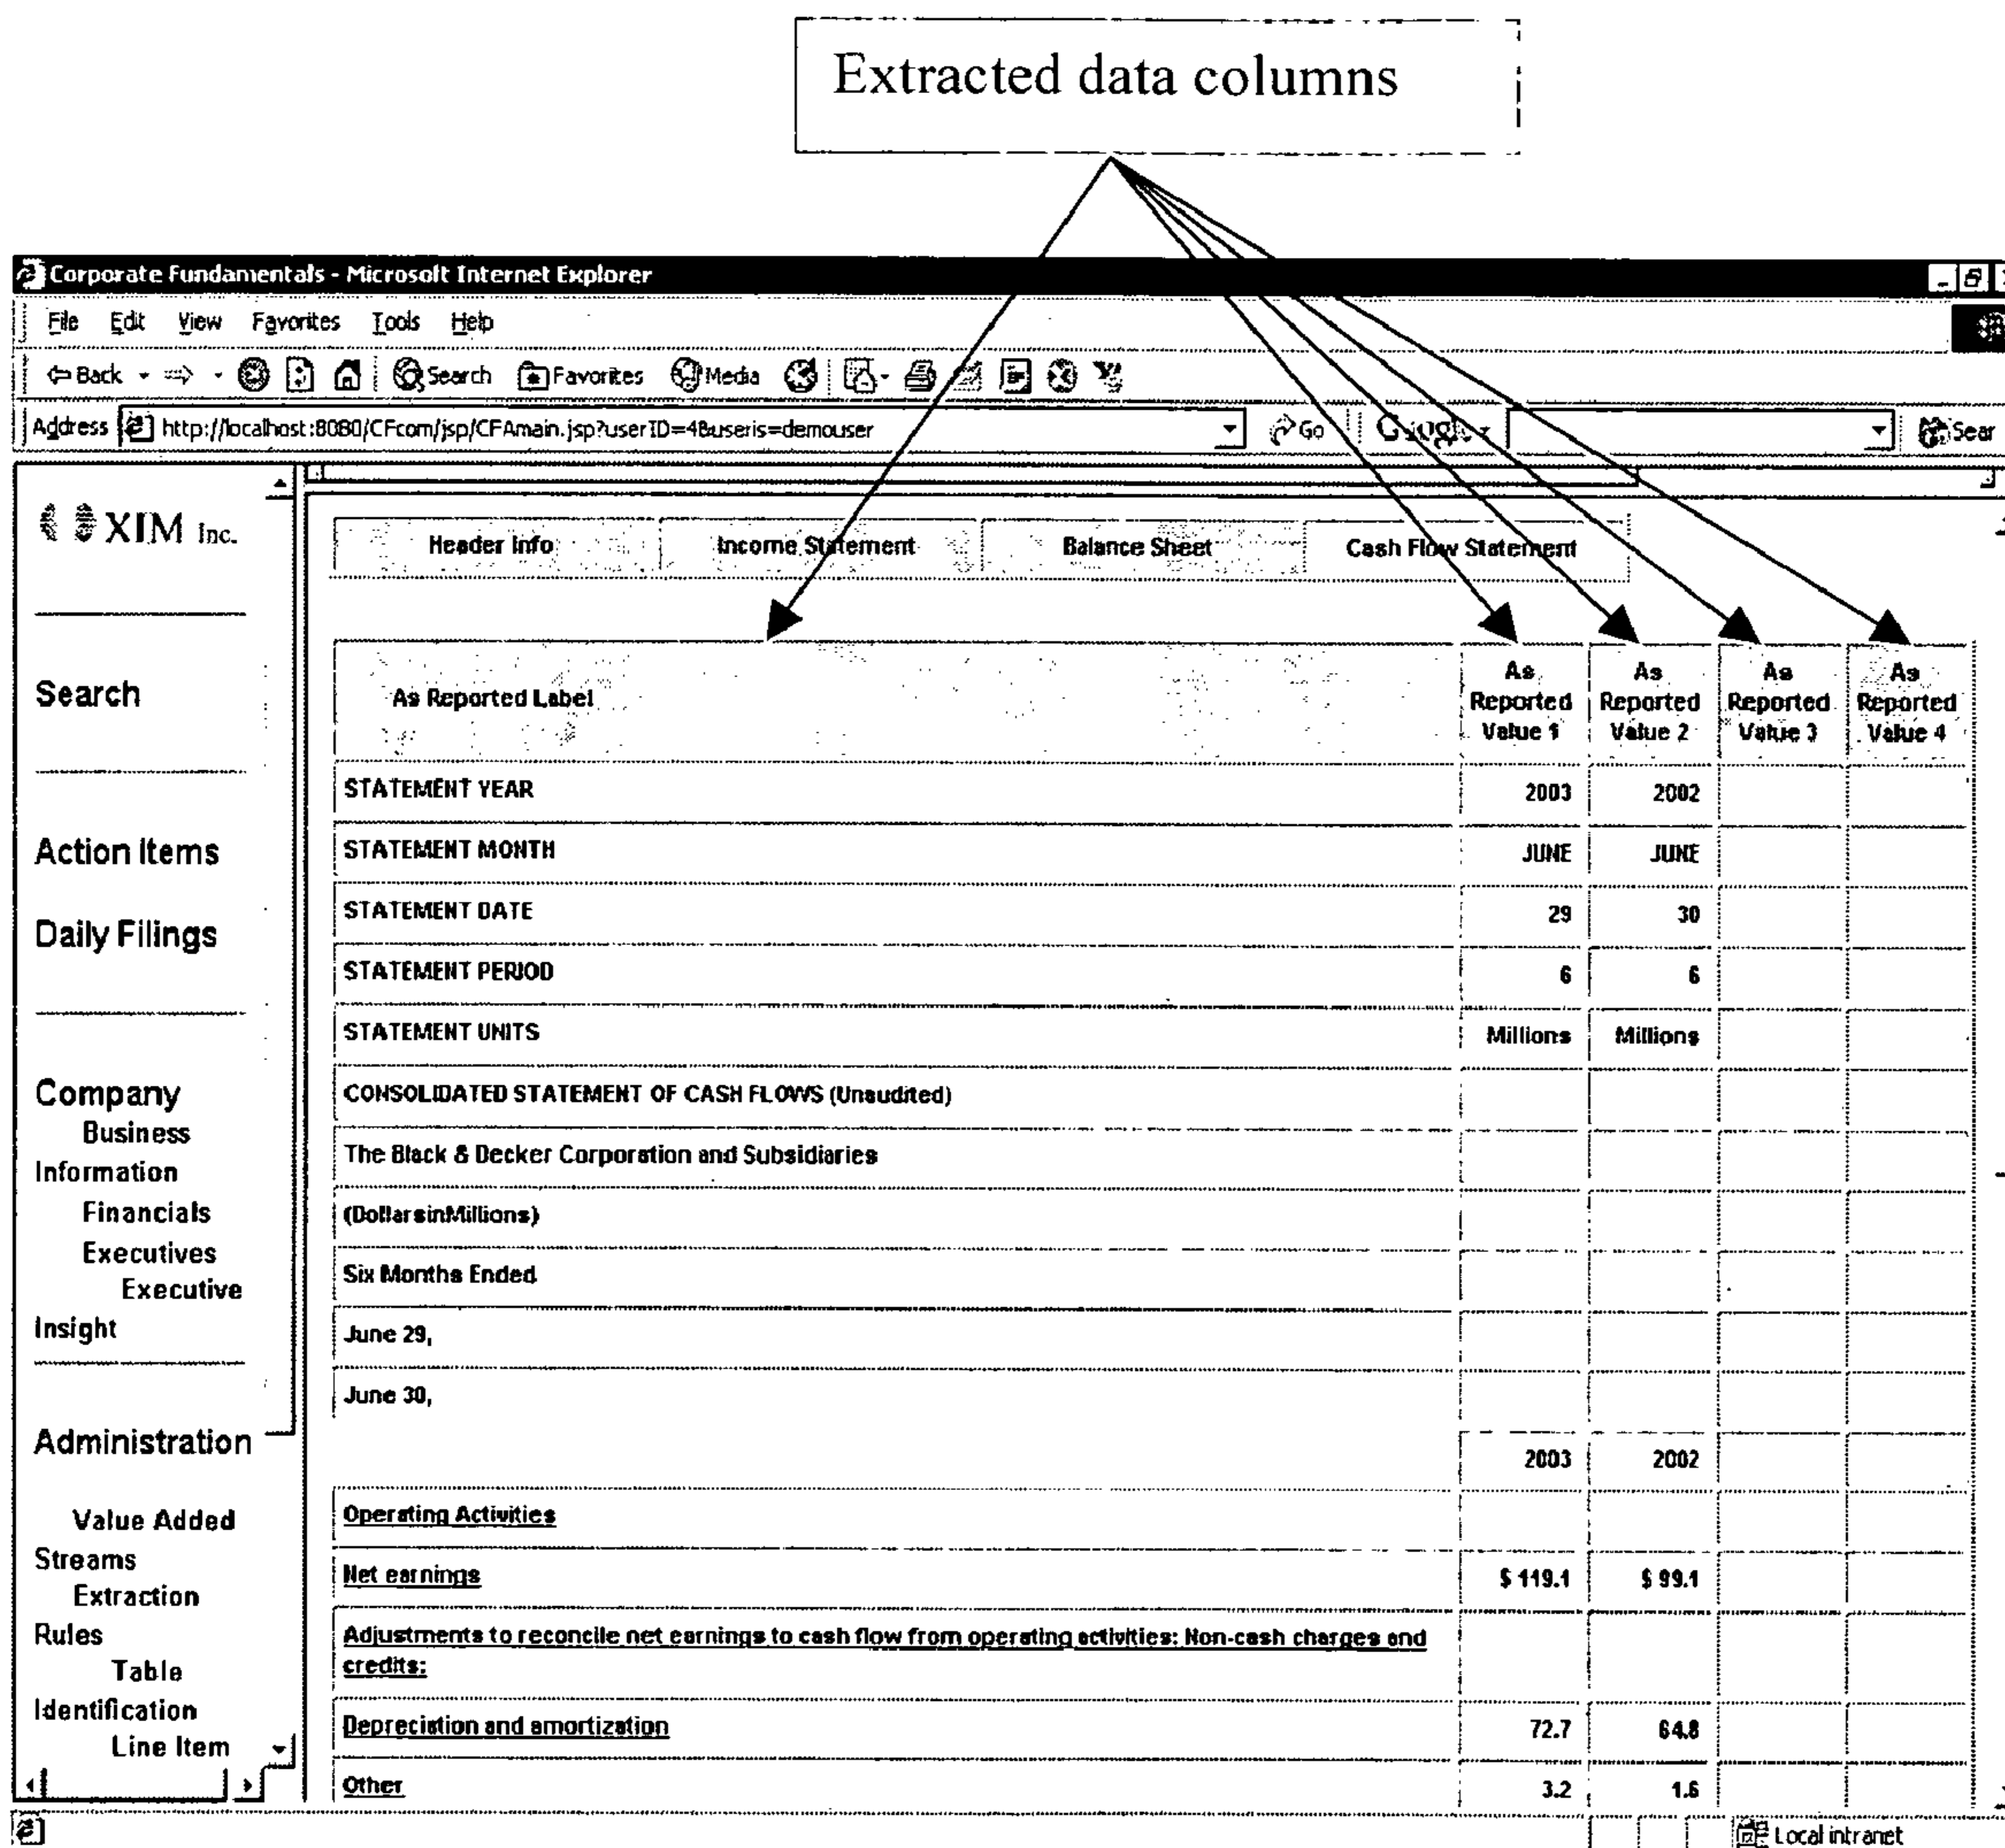 Extracted data columns
Corporate Fundamentals - Microsoft Internet Explorer
File Edit View Favorites Tools Help
Back Search Favorites Media
Address http://localhost:8080/CFcom/jsp/CFAmain.jsp?userID=4&useris=demouser Go Google Sear
XIM Inc.
Search
Action Items
Daily Filings
Company
Business
Information
Financials
Executives
Executive
Insight
Administration
Value Added
Streams
Extraction
Rules
Table
Identification
Line Item
Header Info Income Statement Balance Sheet Cash Flow Statement
As Reported Label As Reported Value 1 As Reported Value 2 As Reported Value 3 As Reported Value 4
STATEMENT YEAR 2003 2002
STATEMENT MONTH JUNE JUNE
STATEMENT DATE 29 30
STATEMENT PERIOD 6 6
STATEMENT UNITS Millions Millions
CONSOLIDATED STATEMENT OF CASH FLOWS (Unaudited)
The Black & Decker Corporation and Subsidiaries
(DollarsinMillions)
Six Months Ended
June 29,
June 30,
2003 2002
Operating Activities
Net earnings $ 119.1 $ 99.1
Adjustments to reconcile net earnings to cash flow from operating activities: Non-cash charges and
credits:
Depreciation and amortization 72.7 64.8
Other 3.2 1.6
Local intranet